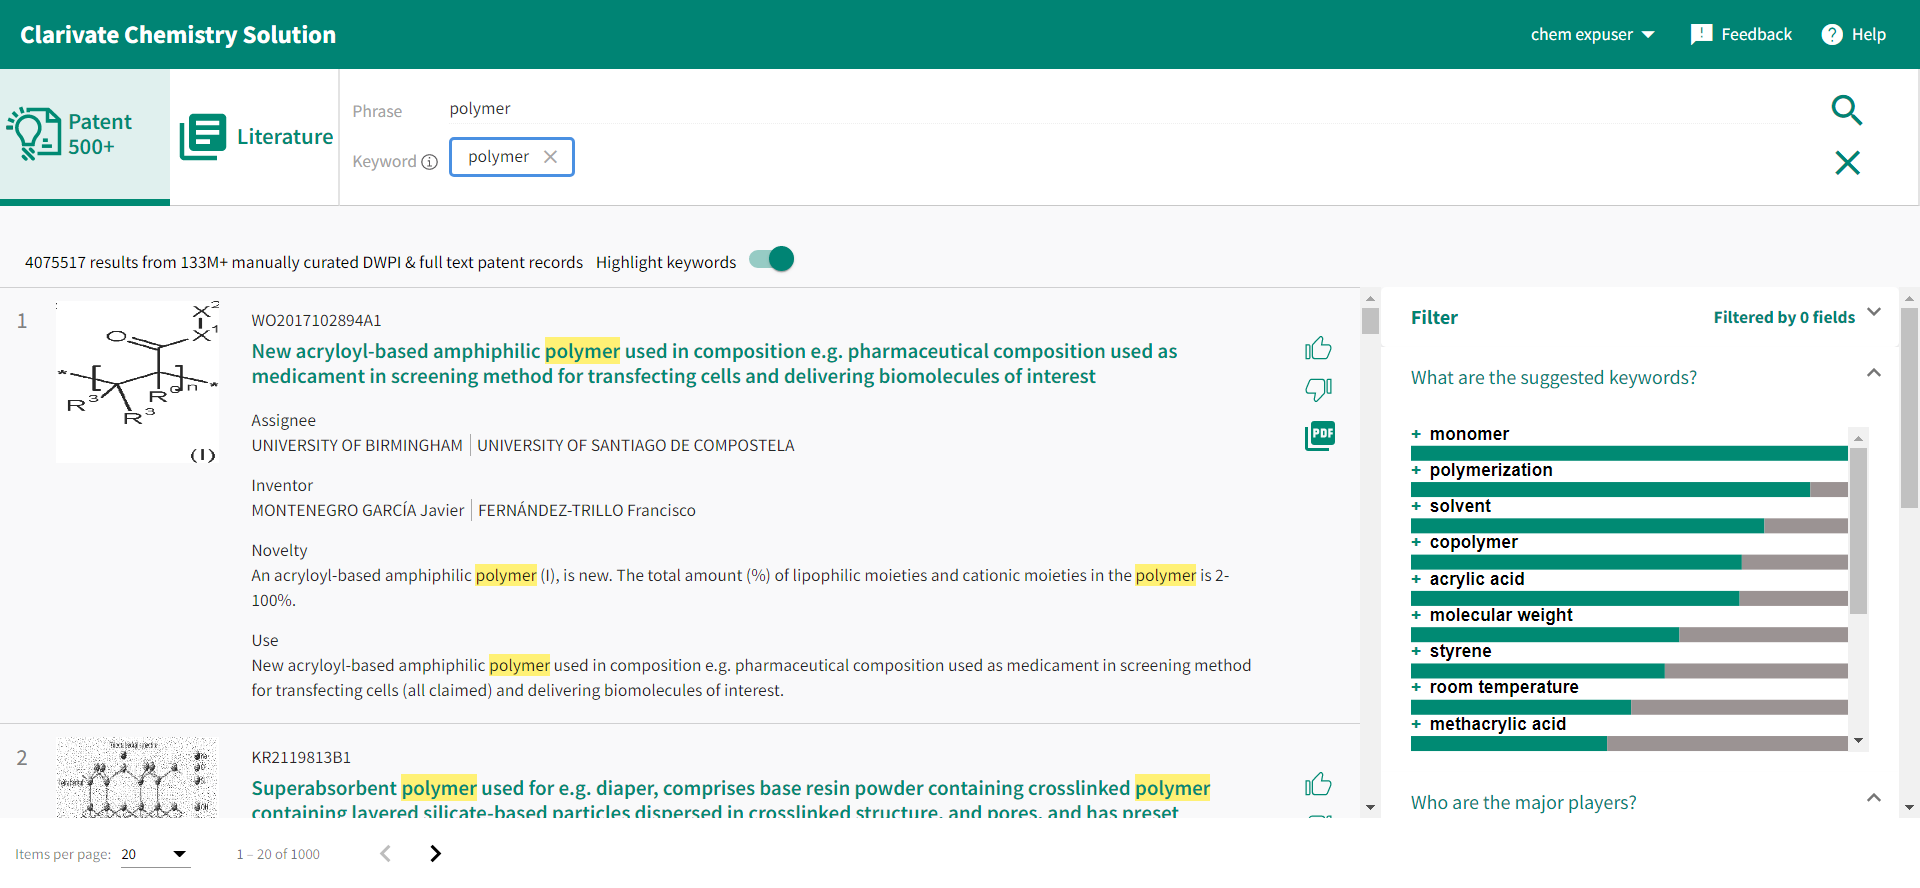 Clarivate Chemistry Solution
chem expuser
Feedback
Help
Patent
500+
Literature
Phrase
polymer
Keyword
polymer
4075517 results from 133M+ manually curated DWPI & full text patent records
Highlight keywords
1
X2
X1
O
R3
R3
R
n
(I)
WO2017102894A1
New acryloyl-based amphiphilic polymer used in composition e.g. pharmaceutical composition used as
medicament in screening method for transfecting cells and delivering biomolecules of interest
PDF
Assignee
UNIVERSITY OF BIRMINGHAM | UNIVERSITY OF SANTIAGO DE COMPOSTELA
Inventor
MONTENEGRO GARCÍA Javier | FERNÁNDEZ-TRILLO Francisco
Novelty
An acryloyl-based amphiphilic polymer (I), is new. The total amount (%) of lipophilic moieties and cationic moieties in the polymer is 2-
100%.
Use
New acryloyl-based amphiphilic polymer used in composition e.g. pharmaceutical composition used as medicament in screening method
for transfecting cells (all claimed) and delivering biomolecules of interest.
2
KR2119813B1
Superabsorbent polymer used for e.g. diaper, comprises base resin powder containing crosslinked polymer
containing layered silicate-based particles dispersed in crosslinked structure, and pores, and has preset
Filter
Filtered by 0 fields
What are the suggested keywords?
+ monomer
+ polymerization
+ solvent
+ copolymer
+ acrylic acid
+ molecular weight
+ styrene
+ room temperature
+ methacrylic acid
Who are the major players?
Items per page: 20
1 – 20 of 1000